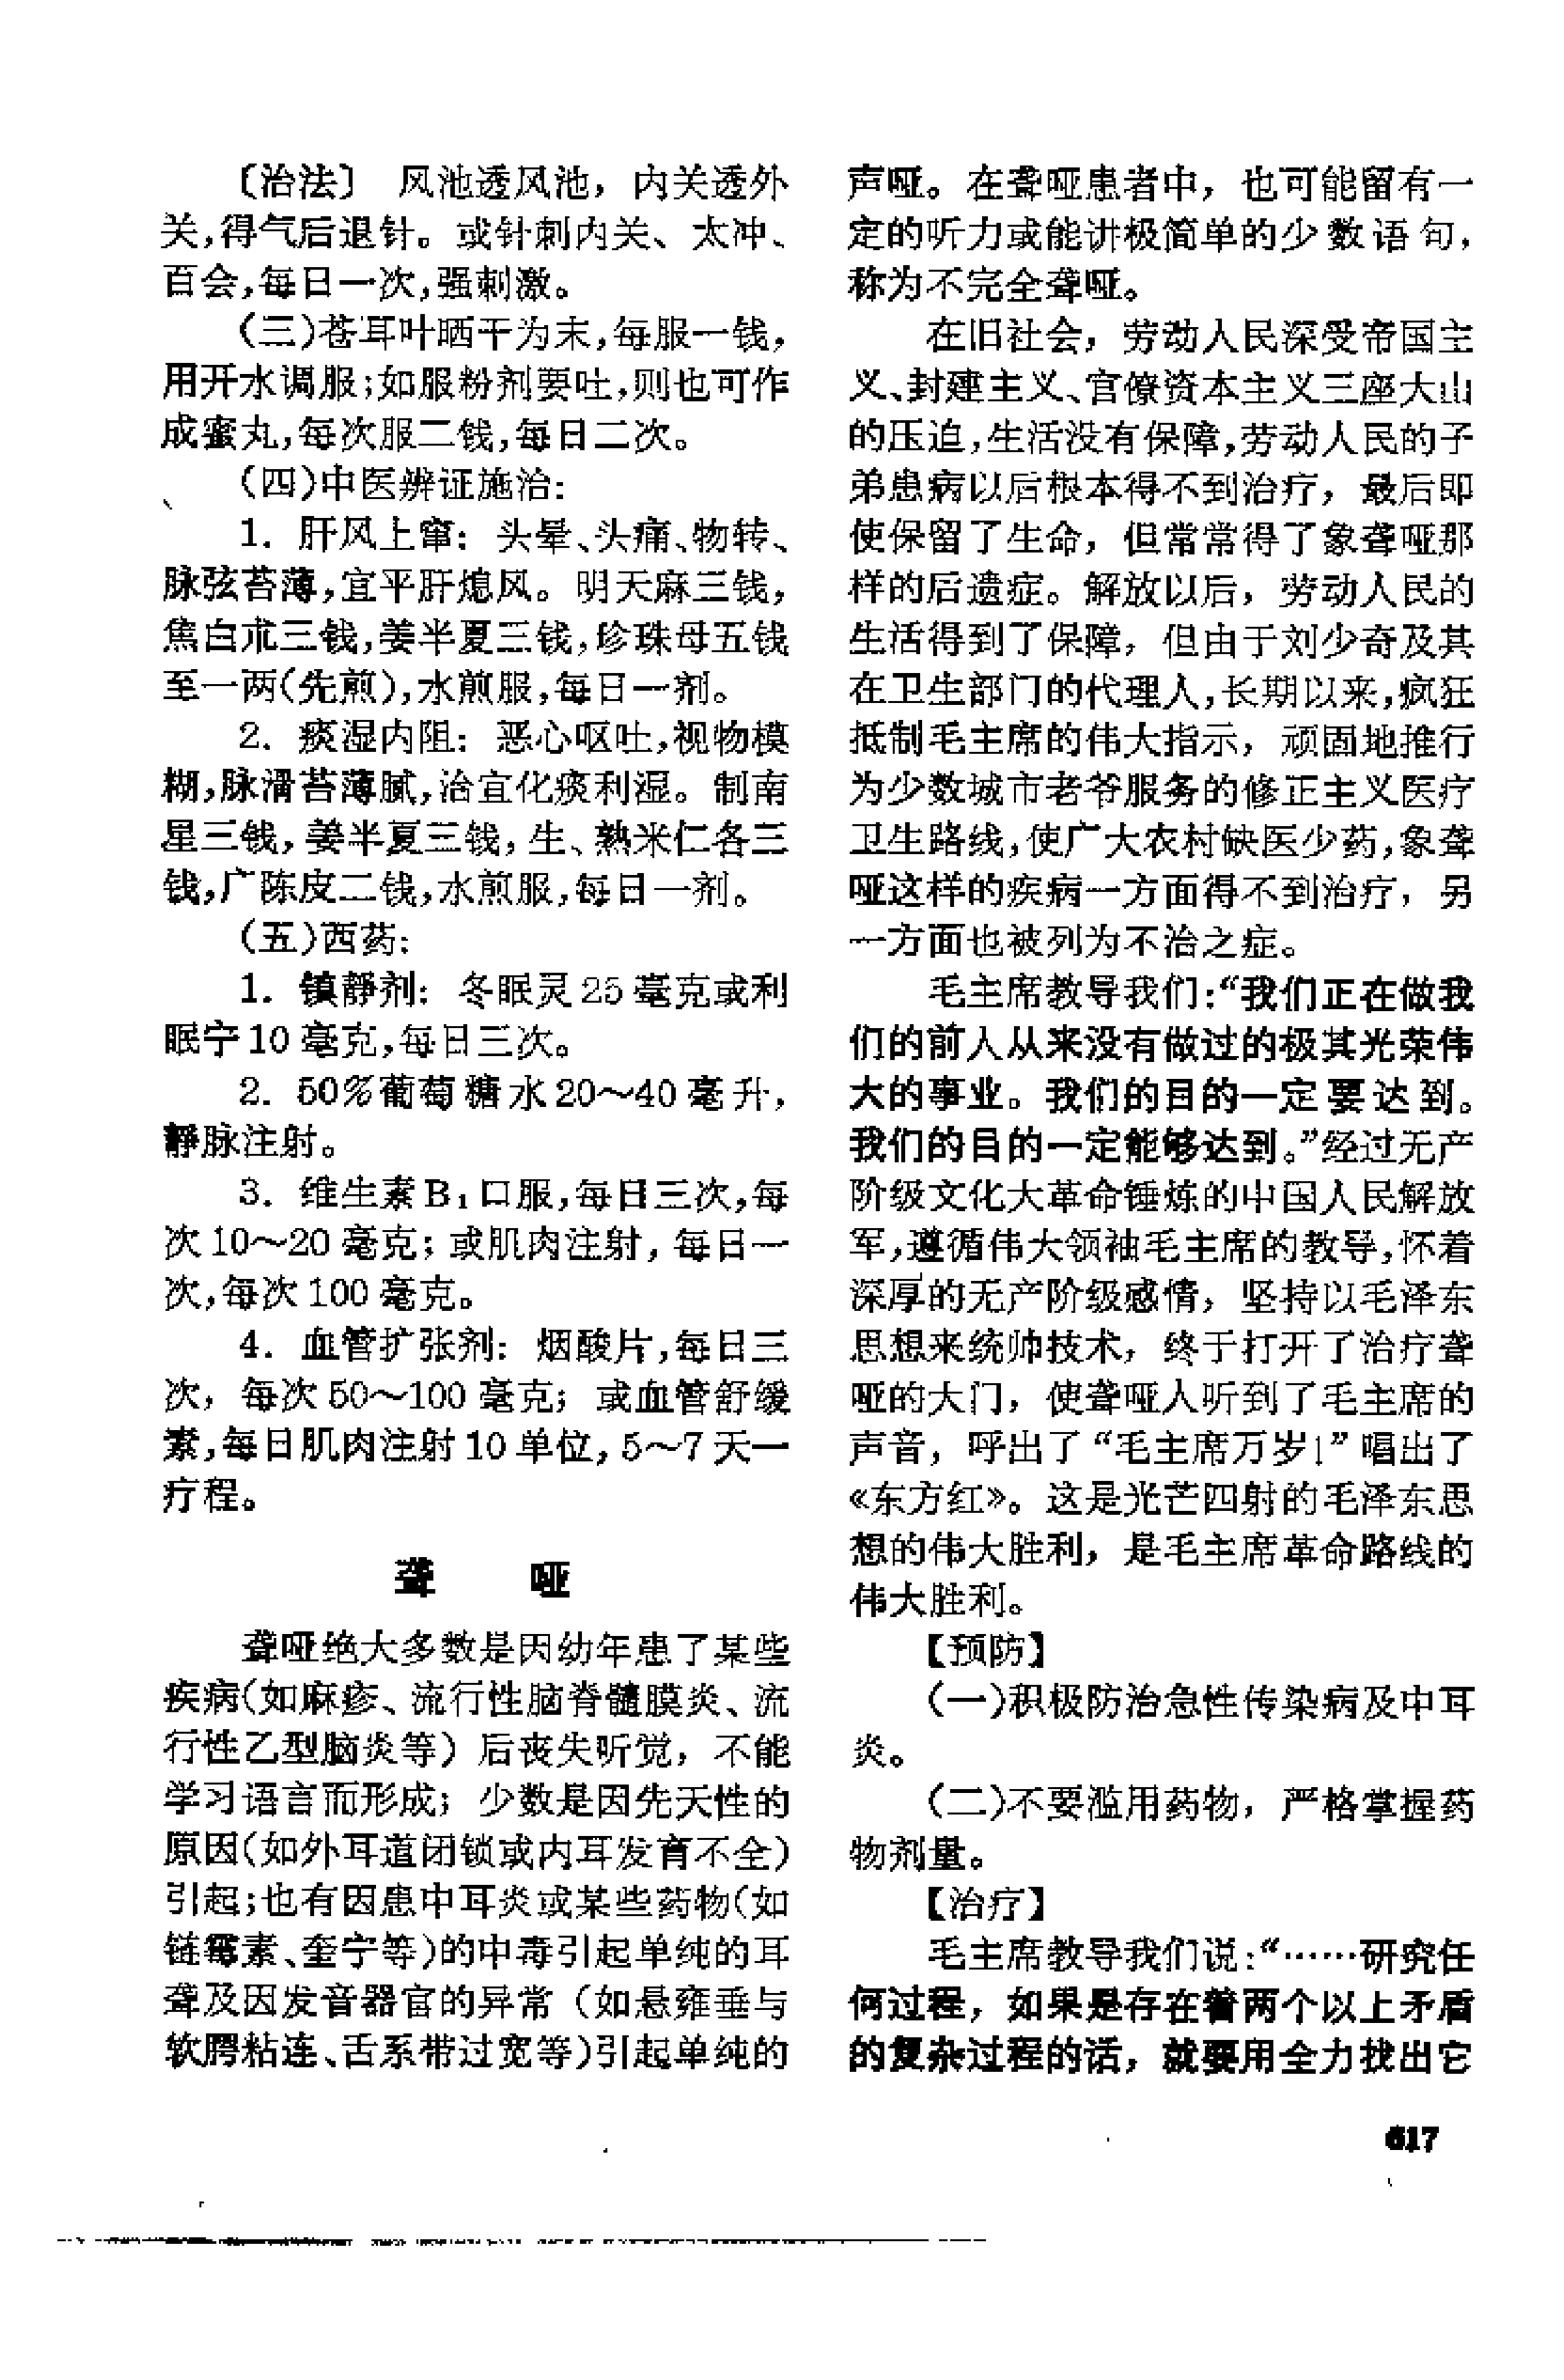 〔治法〕 风池透风池，内关透外
关，得气后退针。或针刺内关、太冲、
百会，每日一次，强刺激。
(三)苍耳叶晒干为末，每服一钱，
用开水调服；如服粉剂要吐，则也可作
成蜜丸，每次服二钱，每日二次。
(四)中医辨证施治：
1. 肝风上窜：头晕、头痛、物转、
脉弦苔薄，宜平肝熄风。明天麻三钱，
焦白朮三钱，姜半夏三钱，珍珠母五钱
至一两(先煎)，水煎服，每日一剂。
2. 痰湿内阻：恶心呕吐，视物模
糊，脉滑苔薄腻，治宜化痰利湿。制南
星三钱，姜半夏三钱，生、熟米仁各三
钱，广陈皮二钱，水煎服，每日一剂。
(五)西药：
1. 镇静剂：冬眠灵25毫克或利
眠宁10毫克，每日三次。
2. 50％葡萄糖水20～40毫升，
静脉注射。
3. 维生素B₁口服，每日三次，每
次10～20毫克；或肌肉注射，每日一
次，每次100毫克。
4. 血管扩张剂：烟酸片，每日三
次，每次50～100毫克；或血管舒缓
素，每日肌肉注射10单位，5～7天一
疗程。
聋 哑
聋哑绝大多数是因幼年患了某些
疾病(如麻疹、流行性脑脊髓膜炎、流
行性乙型脑炎等）后丧失听觉，不能
学习语言而形成；少数是因先天性的
原因(如外耳道闭锁或内耳发育不全)
引起；也有因患中耳炎或某些药物(如
链霉素、奎宁等)的中毒引起单纯的耳
聋及因发音器官的异常（如悬雍垂与
软腭粘连、舌系带过宽等)引起单纯的
声哑。在聋哑患者中，也可能留有一
定的听力或能讲极简单的少数语句，
称为不完全聋哑。
在旧社会，劳动人民深受帝国主
义、封建主义、官僚资本主义三座大山
的压迫，生活没有保障，劳动人民的子
弟患病以后根本得不到治疗，最后即
使保留了生命，但常常得了象聋哑那
样的后遗症。解放以后，劳动人民的
生活得到了保障，但由于刘少奇及其
在卫生部门的代理人，长期以来，疯狂
抵制毛主席的伟大指示，顽固地推行
为少数城市老爷服务的修正主义医疗
卫生路线，使广大农村缺医少药，象聋
哑这样的疾病一方面得不到治疗，另
一方面也被列为不治之症。
毛主席教导我们：“我们正在做我
们的前人从来没有做过的极其光荣伟
大的事业。我们的目的一定要达到。
我们的目的一定能够达到。”经过无产
阶级文化大革命锤炼的中国人民解放
军，遵循伟大领袖毛主席的教导，怀着
深厚的无产阶级感情，坚持以毛泽东
思想来统帅技术，终于打开了治疗聋
哑的大门，使聋哑人听到了毛主席的
声音，呼出了“毛主席万岁！”唱出了
《东方红》。这是光芒四射的毛泽东思
想的伟大胜利，是毛主席革命路线的
伟大胜利。
【预防】
(一)积极防治急性传染病及中耳
炎。
(二)不要滥用药物，严格掌握药
物剂量。
【治疗】
毛主席教导我们说：“……研究任
何过程，如果是存在着两个以上矛盾
的复杂过程的话，就要用全力找出它
617